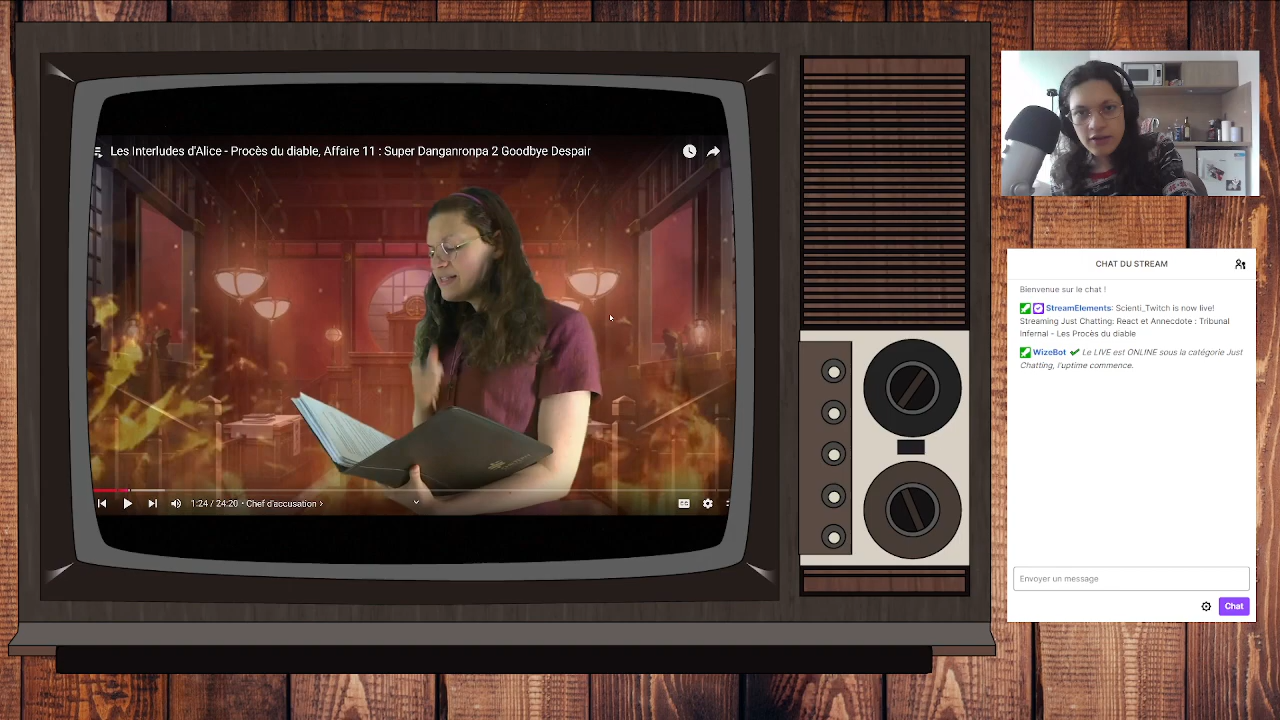 Les Interludes d'Alice - Procès du diable, Affaire 11 : Super Danganronpa 2 Goodbye Despair
1:24 / 24:20 • Chef d'accusation ›
CHAT DU STREAM
Bienvenue sur le chat !
StreamElements: Scienti_Twitch is now live!
Streaming Just Chatting: React et Annecdote : Tribunal
Infernal - Les Procès du diable
WizeBot Le LIVE est ONLINE sous la catégorie Just
Chatting, l'uptime commence.
Envoyer un message
Chat